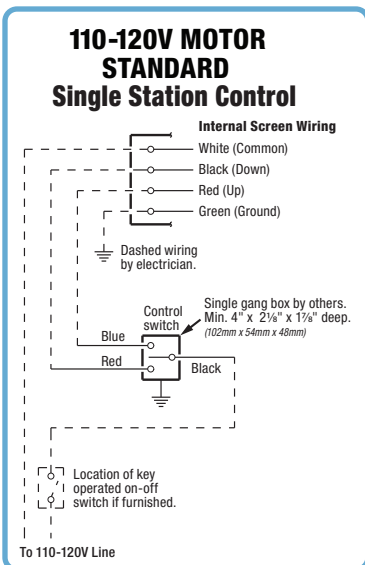 110-120V MOTOR
STANDARD
Single Station Control
Internal Screen Wiring
White (Common)
Black (Down)
Red (Up)
Green (Ground)
Dashed wiring
by electrician.
Single gang box by others.
Min. 4" x 2⅛" x 1⅞" deep.
(102mm x 54mm x 48mm)
Control
switch
Blue
Red
Black
Location of key
operated on-off
switch if furnished.
To 110-120V Line